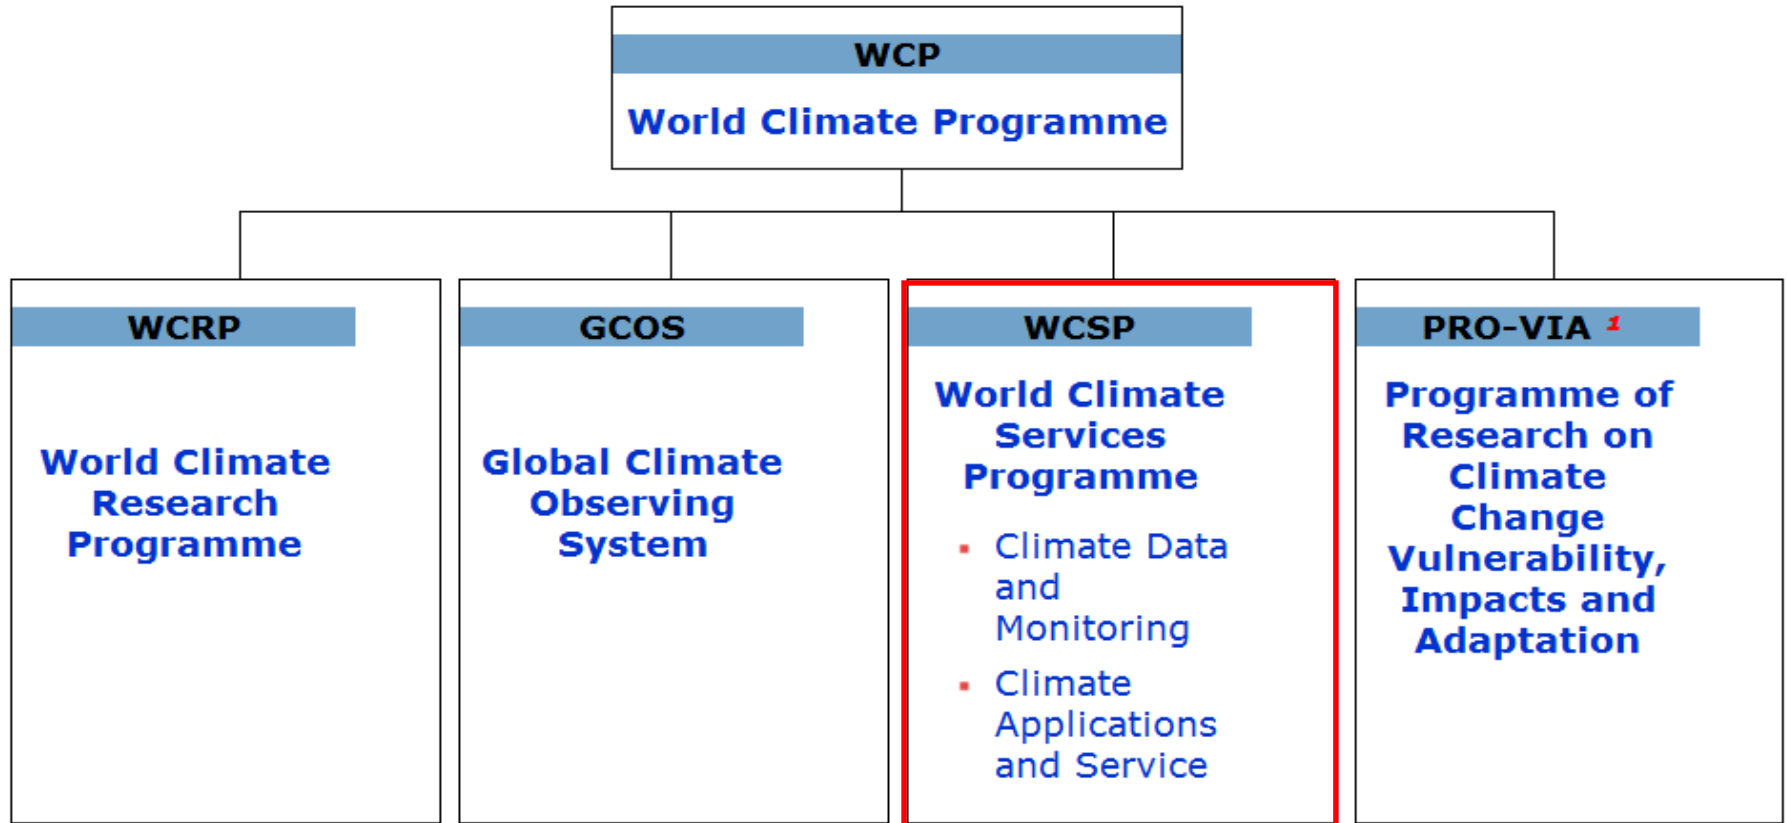 WCP
World Climate Programme
WCRP
World Climate
Research
Programme
GCOS
Global Climate
Observing
System
WCSP
World Climate
Services
Programme
▪ Climate Data
and
Monitoring
▪ Climate
Applications
and Service
PRO-VIA 1
Programme of
Research on
Climate
Change
Vulnerability,
Impacts and
Adaptation